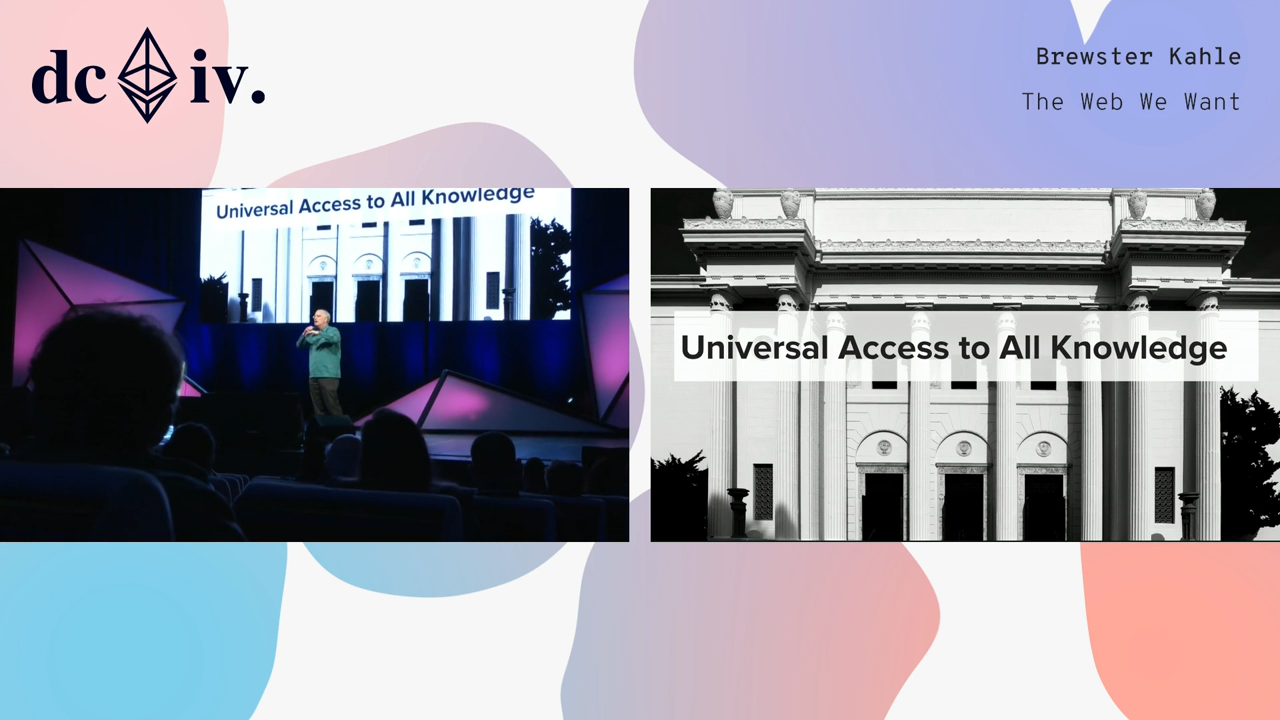 dc iv.
Brewster Kahle
The Web We Want
Universal Access to All Knowledge
Universal Access to All Knowledge